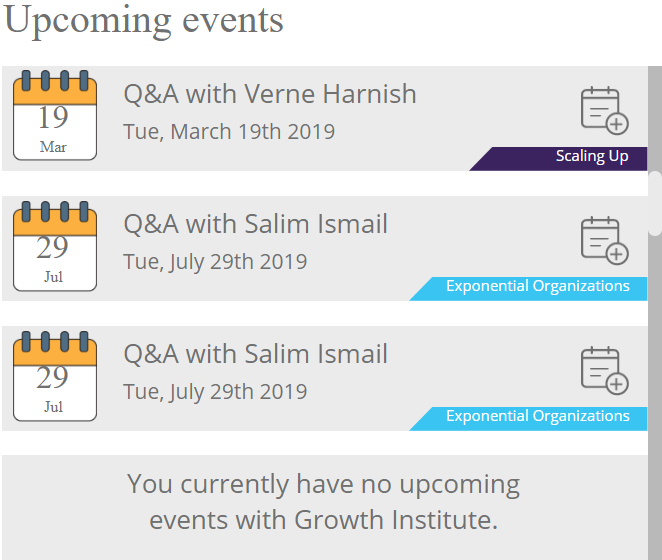 Upcoming events
19
Mar
Q&A with Verne Harnish
Tue, March 19th 2019
Scaling Up
29
Jul
Q&A with Salim Ismail
Tue, July 29th 2019
Exponential Organizations
29
Jul
Q&A with Salim Ismail
Tue, July 29th 2019
Exponential Organizations
You currently have no upcoming
events with Growth Institute.